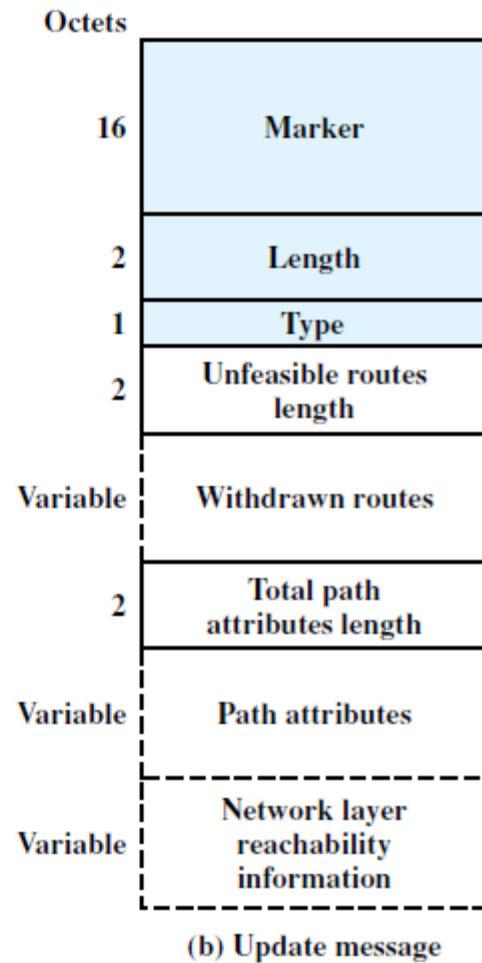 Octets
16 Marker
2 Length
1 Type
2 Unfeasible routes
length
Variable Withdrawn routes
2 Total path
attributes length
Variable Path attributes
Variable Network layer
reachability
information
(b) Update message